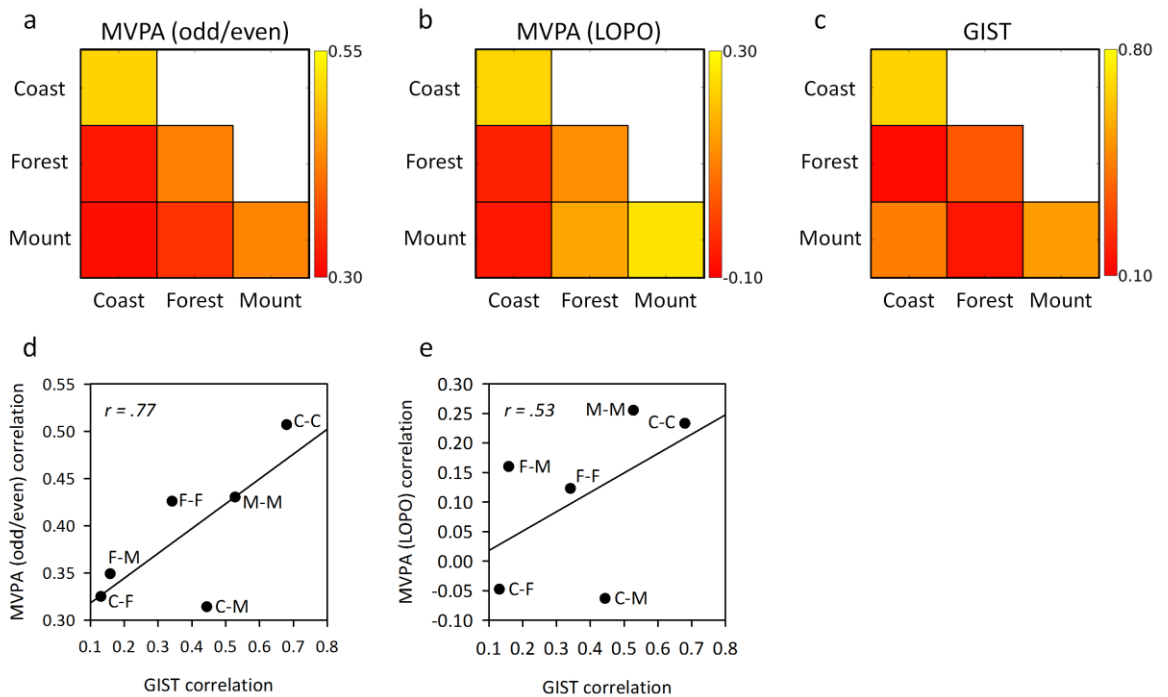 a
MVPA (odd/even)
0.55
Coast
Forest
Mount
0.30
Coast Forest Mount
b
MVPA (LOPO)
0.30
Coast
Forest
Mount
-0.10
Coast Forest Mount
c
GIST
0.80
Coast
Forest
Mount
0.10
Coast Forest Mount
d
MVPA (odd/even) correlation
0.55
0.50
0.45
0.40
0.35
0.30
r = .77
C-C
F-F
M-M
F-M
C-F
C-M
0.1 0.2 0.3 0.4 0.5 0.6 0.7 0.8
GIST correlation
e
MVPA (LOPO) correlation
0.30
0.25
0.20
0.15
0.10
0.05
0.00
-0.05
-0.10
r = .53
M-M
C-C
F-M
F-F
C-F
C-M
0.1 0.2 0.3 0.4 0.5 0.6 0.7 0.8
GIST correlation